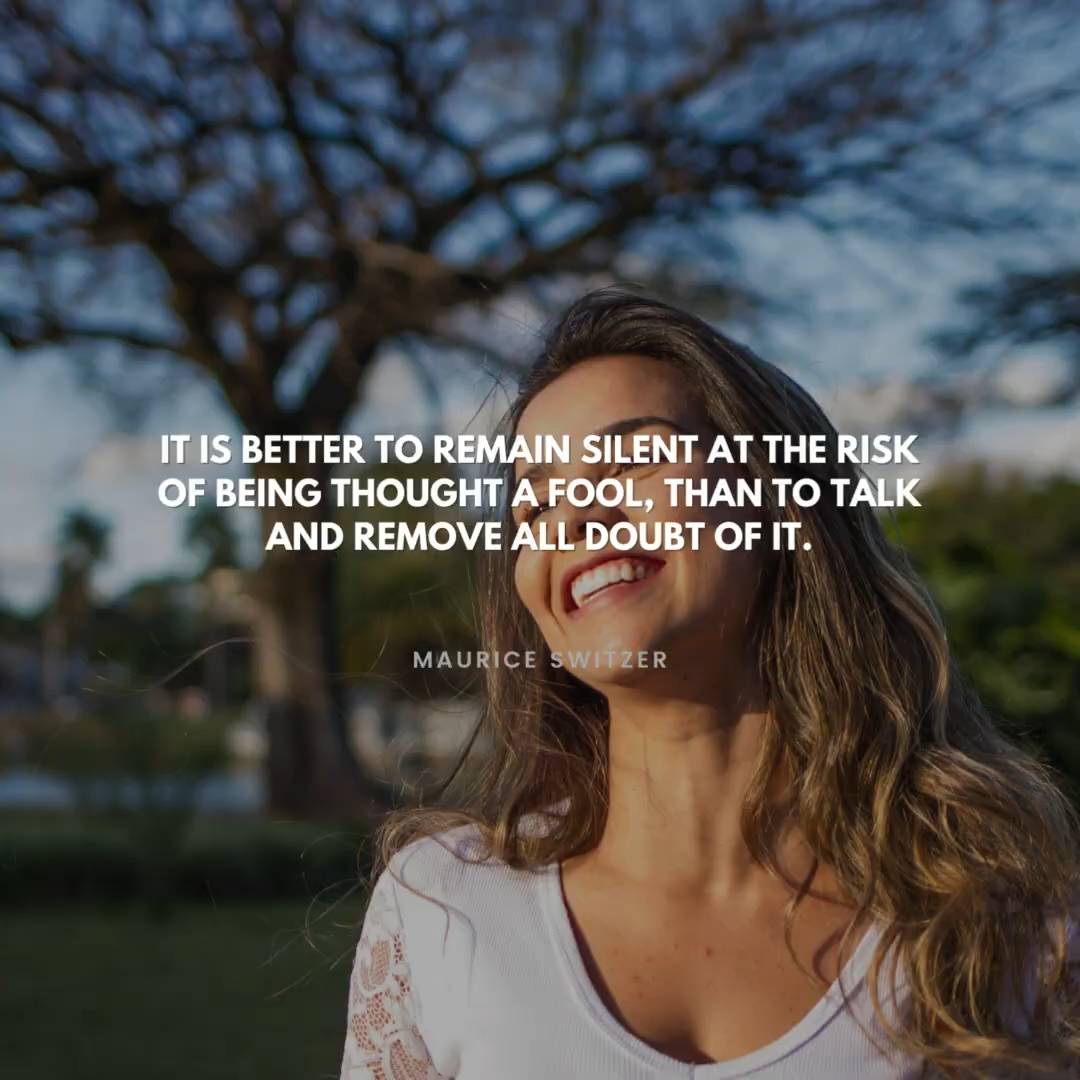 IT IS BETTER TO REMAIN SILENT AT THE RISK
OF BEING THOUGHT A FOOL, THAN TO TALK
AND REMOVE ALL DOUBT OF IT.
MAURICE SWITZER